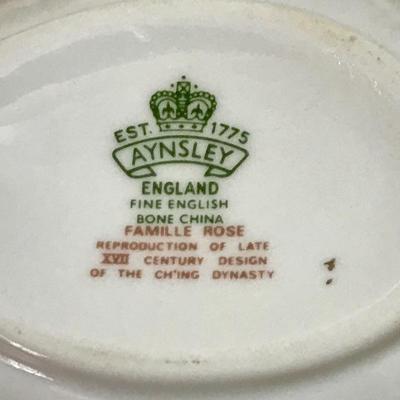 EST. 1775
AYNSLEY
ENGLAND
FINE ENGLISH
BONE CHINA
FAMILLE ROSE
REPRODUCTION OF LATE
XVII CENTURY DESIGN
OF THE CH'ING DYNASTY